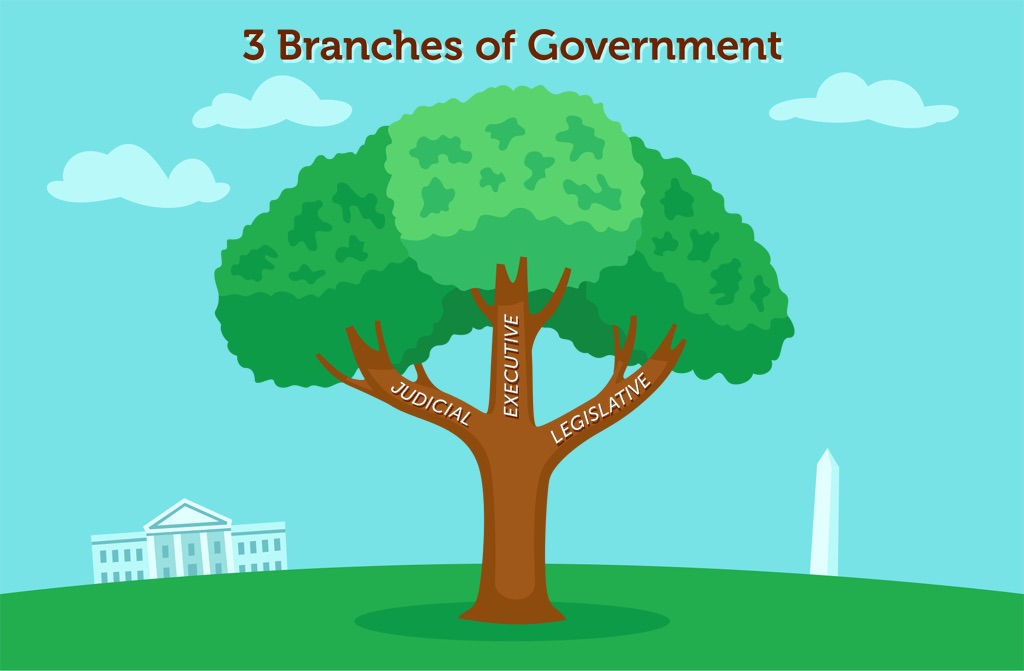 3 Branches of Government
JUDICIAL
EXECUTIVE
LEGISLATIVE